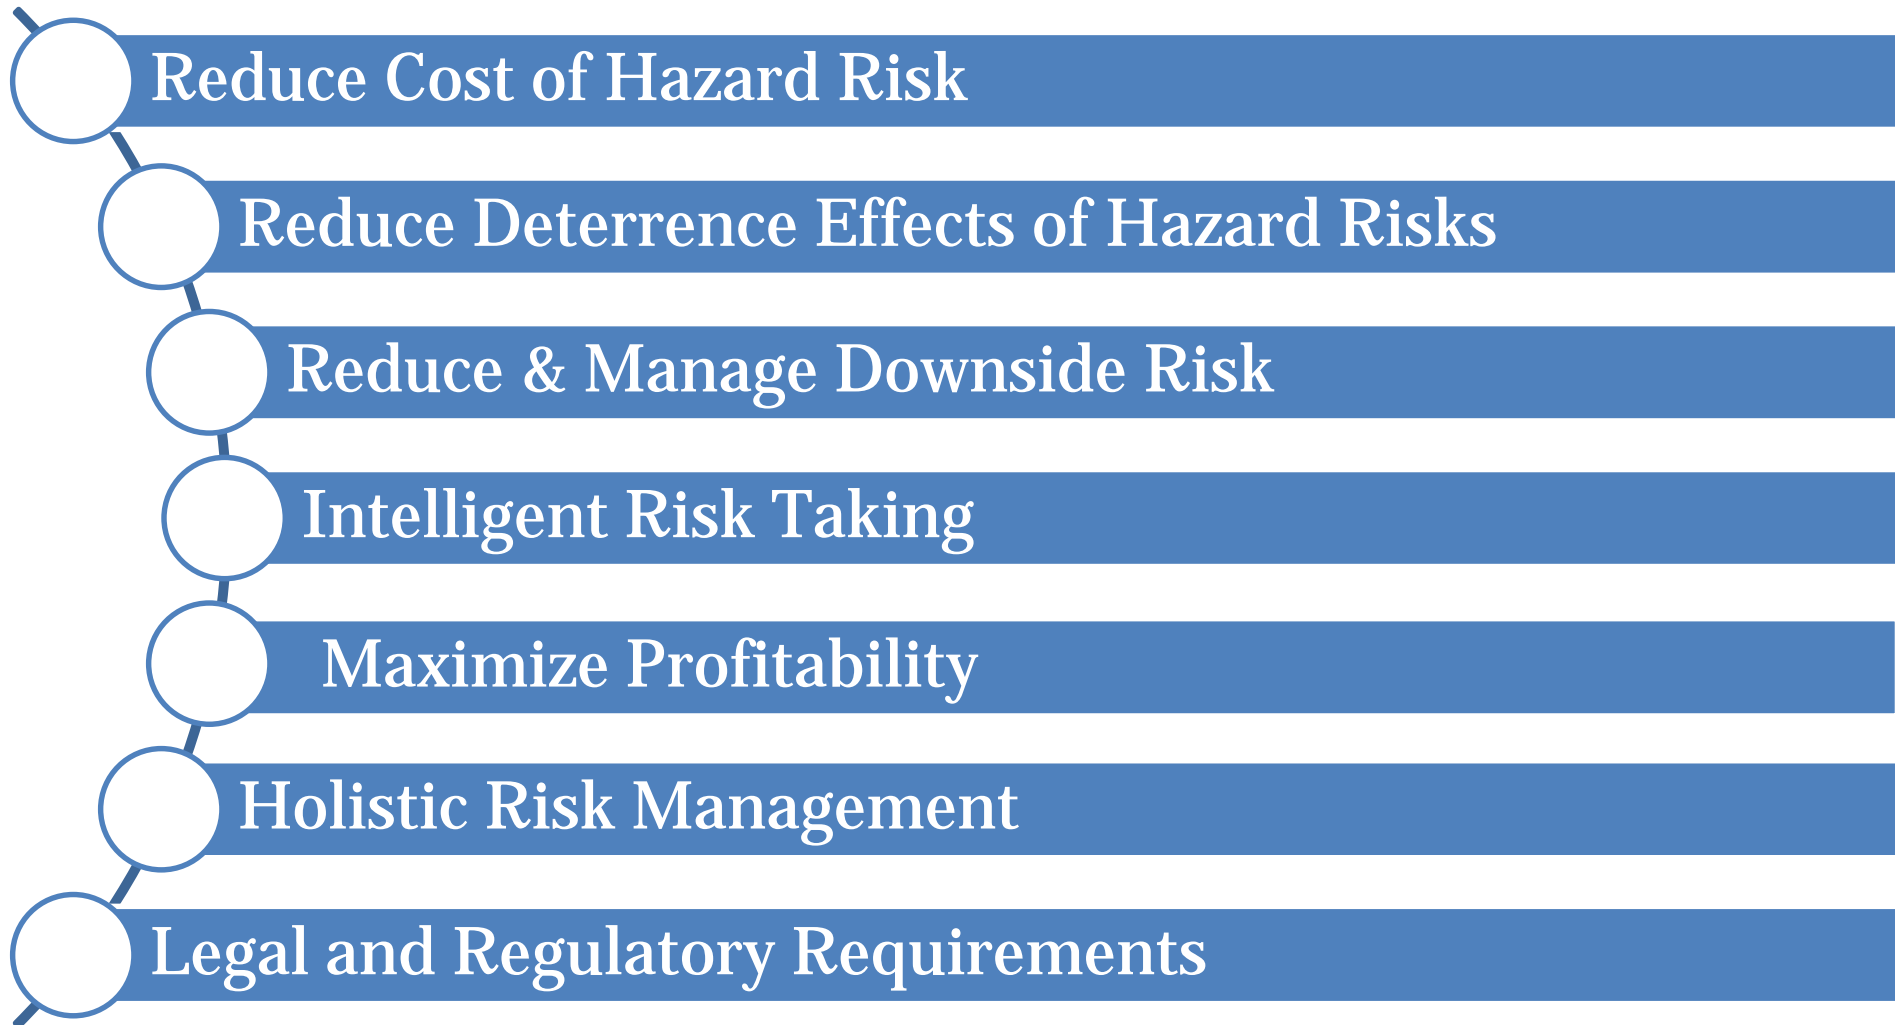 Reduce Cost of Hazard Risk
Reduce Deterrence Effects of Hazard Risks
Reduce & Manage Downside Risk
Intelligent Risk Taking
Maximize Profitability
Holistic Risk Management
Legal and Regulatory Requirements